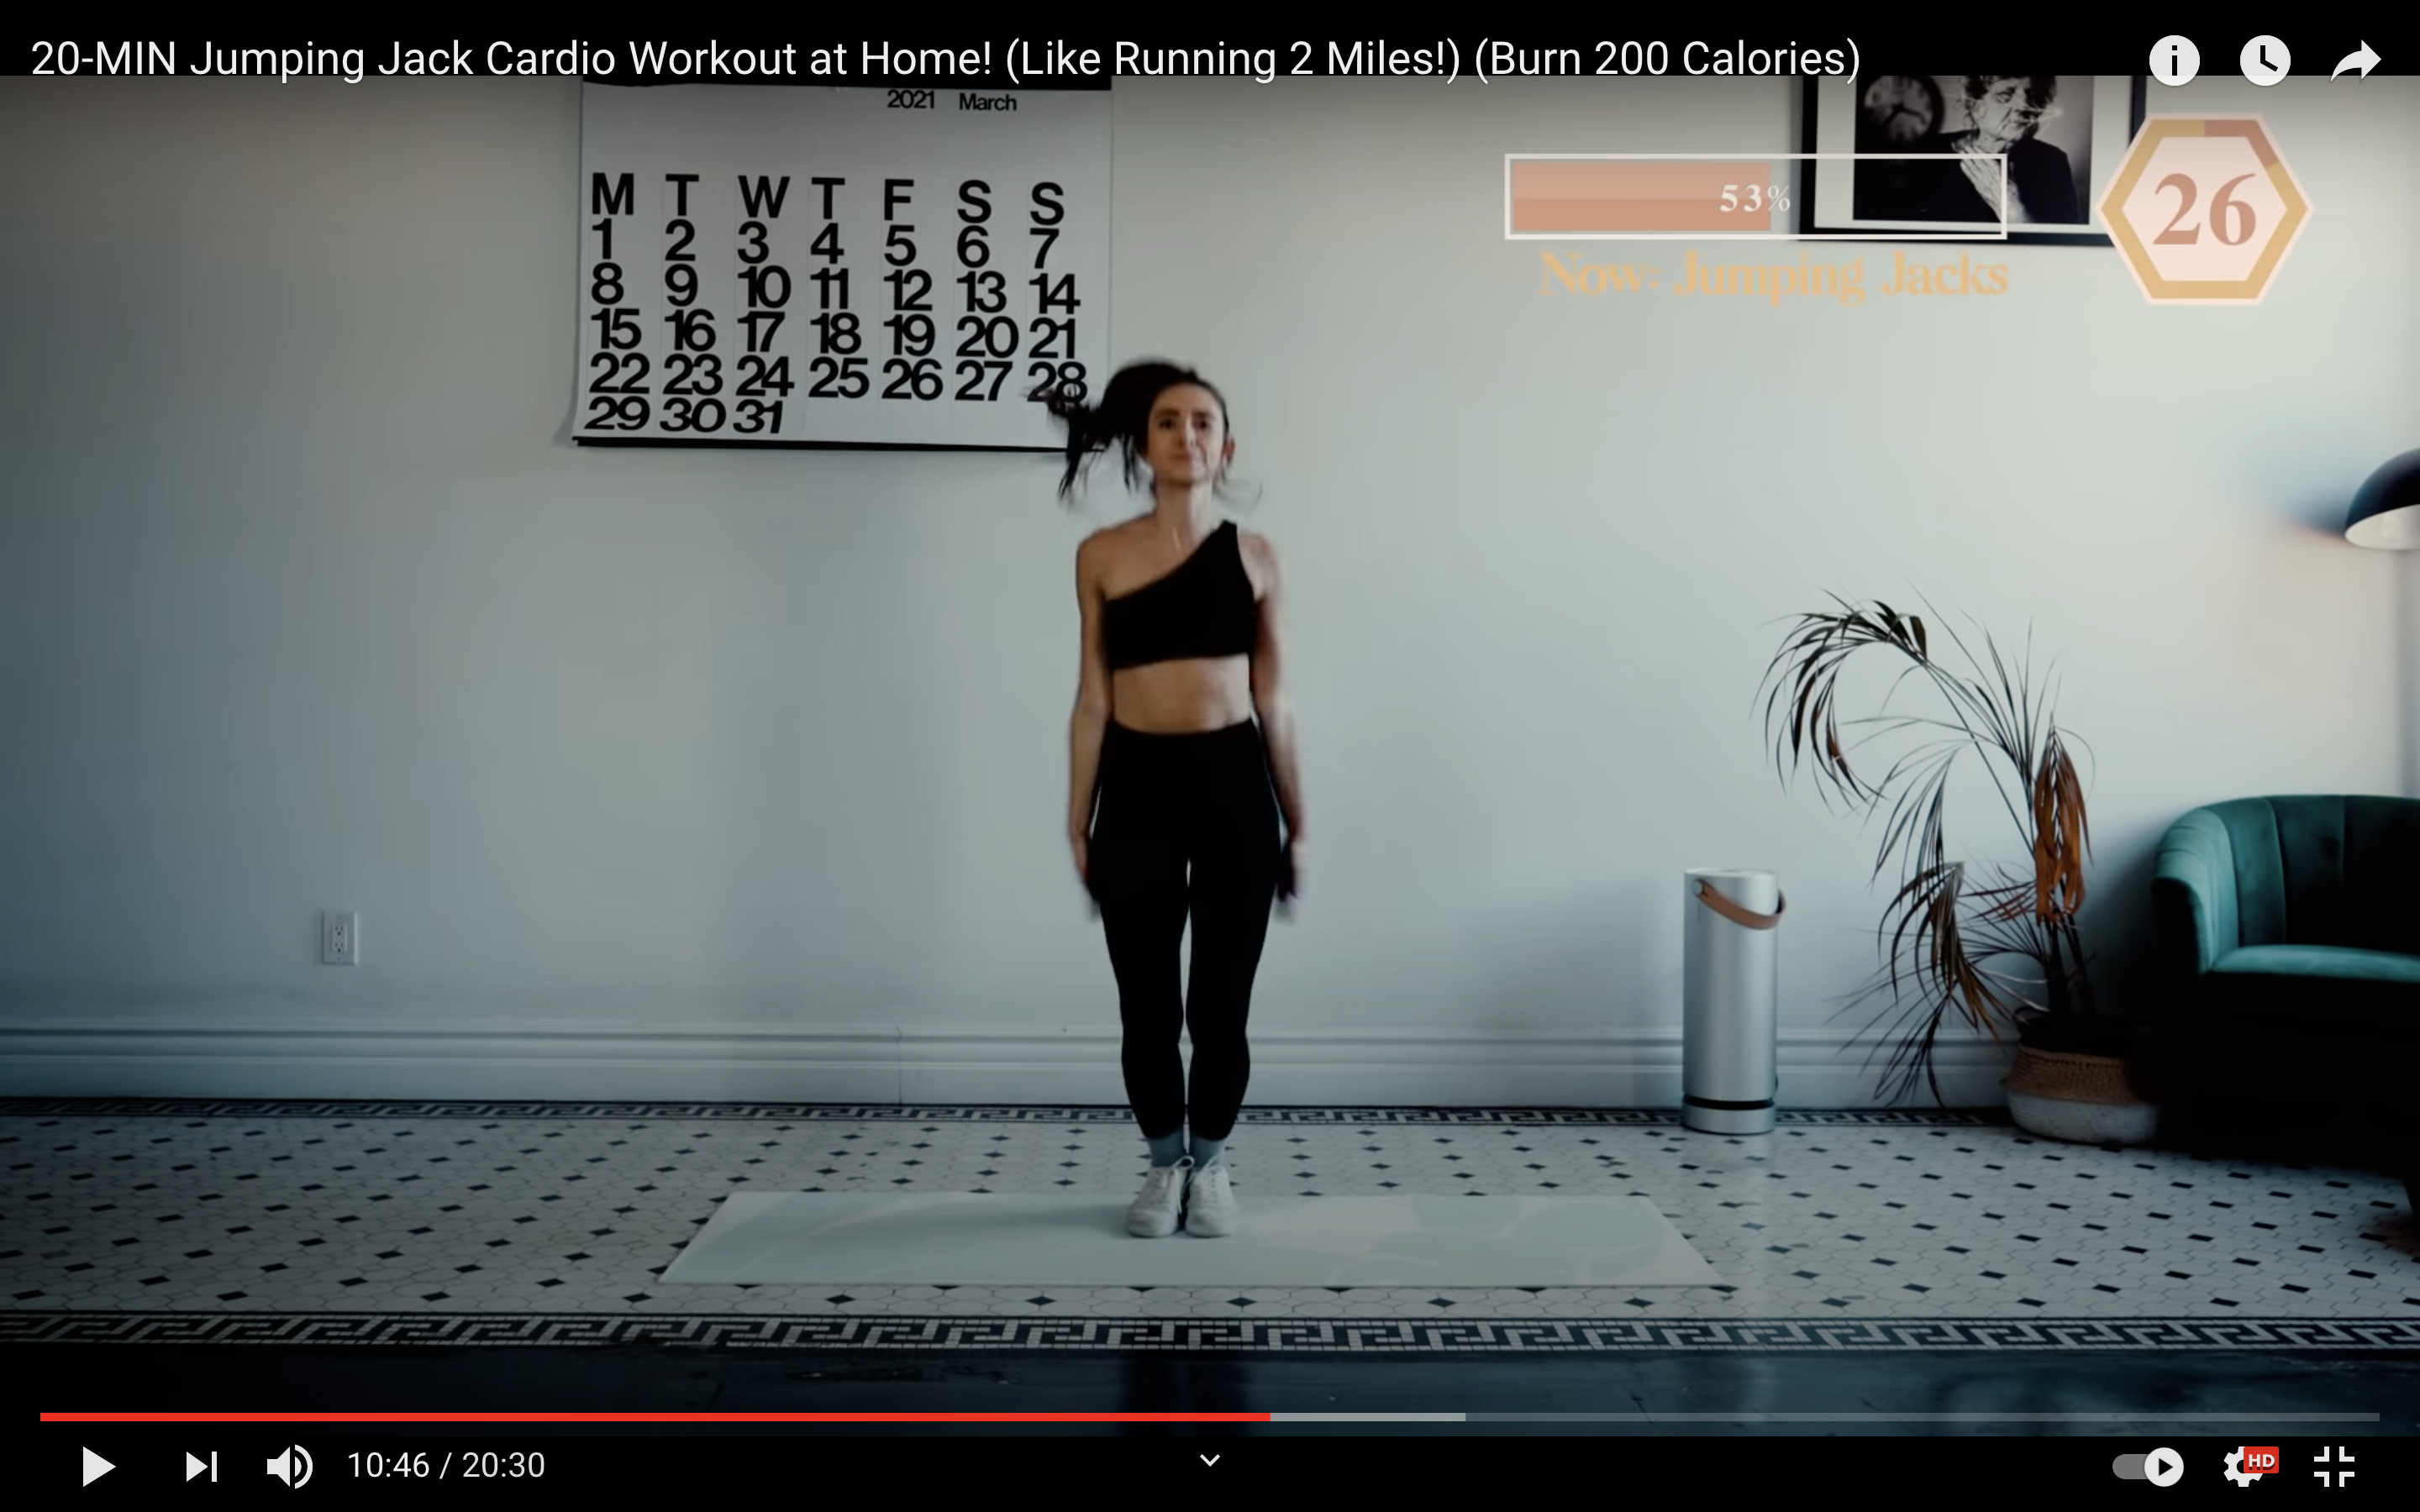 20-MIN Jumping Jack Cardio Workout at Home! (Like Running 2 Miles!) (Burn 200 Calories)
2021 March
M T W T F S S
1 2 3 4 5 6 7
8 9 10 11 12 13 14
15 16 17 18 19 20 21
22 23 24 25 26 27 28
29 30 31
53%
26
Now: Jumping Jacks
10:46 / 20:30
HD